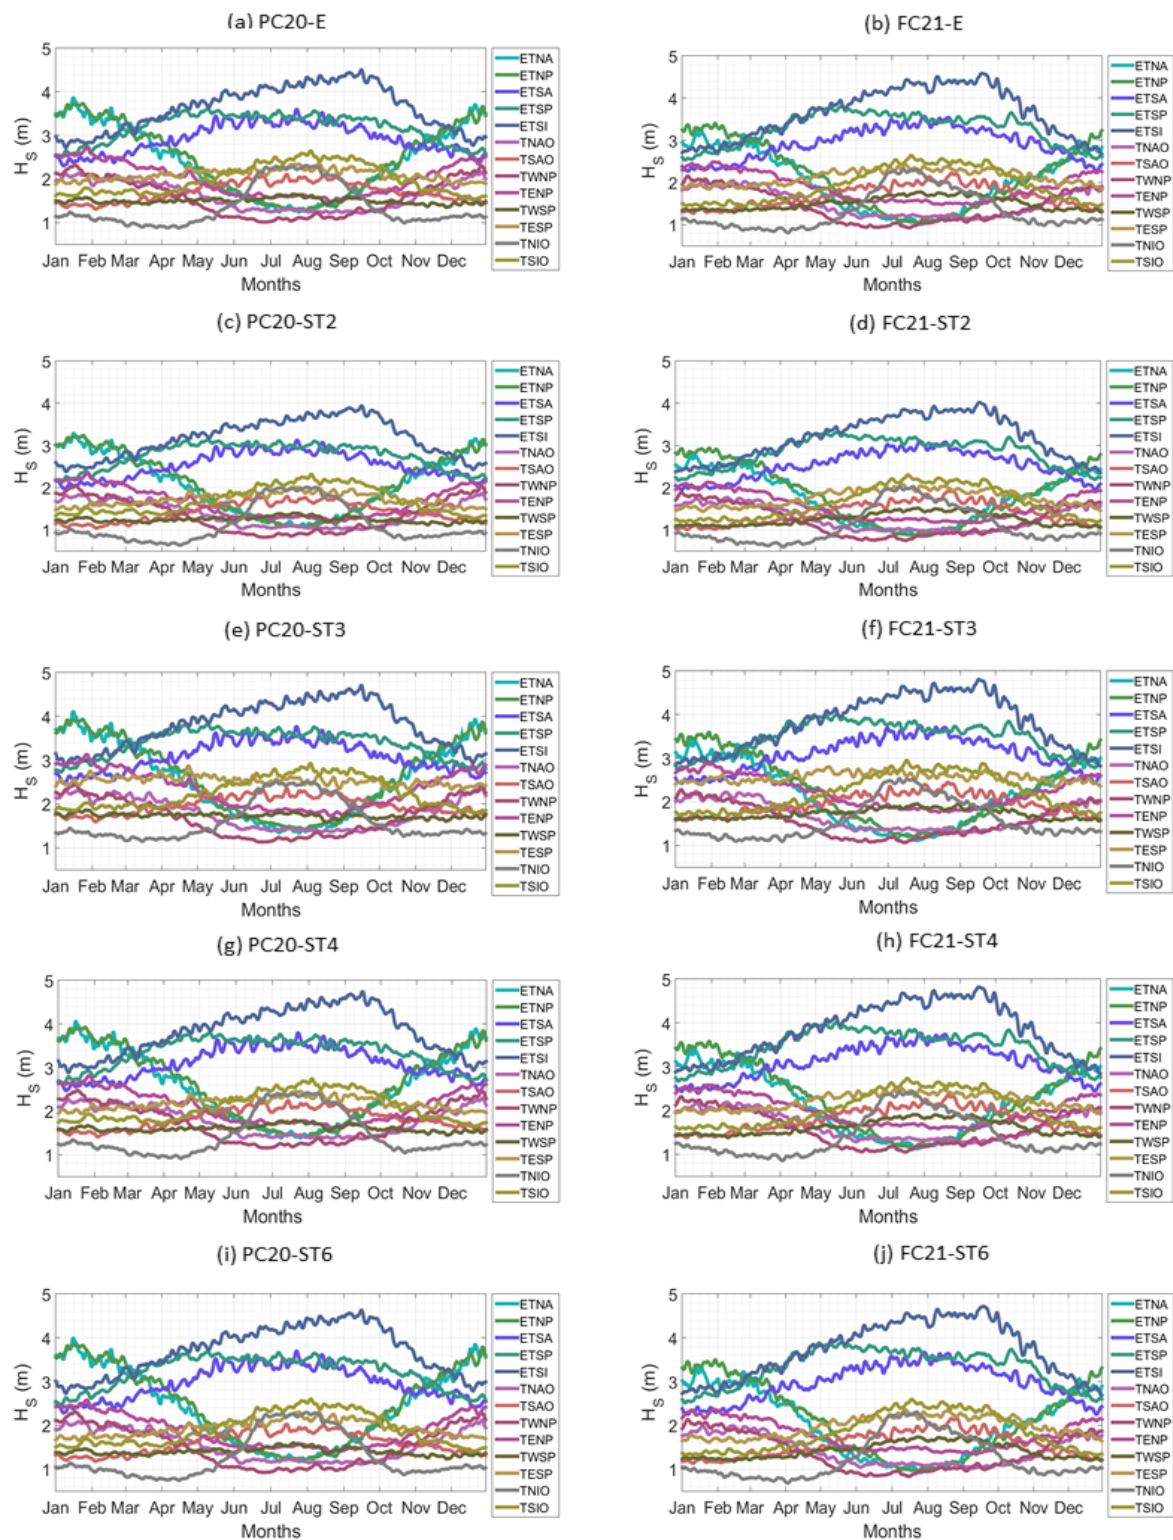 (a) PC20-E
5
4
3
2
1
H_S (m)
Jan Feb Mar Apr May Jun Jul Aug Sep Oct Nov Dec
Months
ETNA
ETNP
ETSA
ETSP
ETSI
TNAO
TSAO
TWNP
TENP
TWSP
TESP
TNIO
TSIO
(b) FC21-E
5
4
3
2
1
H_S (m)
Jan Feb Mar Apr May Jun Jul Aug Sep Oct Nov Dec
Months
ETNA
ETNP
ETSA
ETSP
ETSI
TNAO
TSAO
TWNP
TENP
TWSP
TESP
TNIO
TSIO
(c) PC20-ST2
5
4
3
2
1
H_S (m)
Jan Feb Mar Apr May Jun Jul Aug Sep Oct Nov Dec
Months
ETNA
ETNP
ETSA
ETSP
ETSI
TNAO
TSAO
TWNP
TENP
TWSP
TESP
TNIO
TSIO
(d) FC21-ST2
5
4
3
2
1
H_S (m)
Jan Feb Mar Apr May Jun Jul Aug Sep Oct Nov Dec
Months
ETNA
ETNP
ETSA
ETSP
ETSI
TNAO
TSAO
TWNP
TENP
TWSP
TESP
TNIO
TSIO
(e) PC20-ST3
5
4
3
2
1
H_S (m)
Jan Feb Mar Apr May Jun Jul Aug Sep Oct Nov Dec
Months
ETNA
ETNP
ETSA
ETSP
ETSI
TNAO
TSAO
TWNP
TENP
TWSP
TESP
TNIO
TSIO
(f) FC21-ST3
5
4
3
2
1
H_S (m)
Jan Feb Mar Apr May Jun Jul Aug Sep Oct Nov Dec
Months
ETNA
ETNP
ETSA
ETSP
ETSI
TNAO
TSAO
TWNP
TENP
TWSP
TESP
TNIO
TSIO
(g) PC20-ST4
5
4
3
2
1
H_S (m)
Jan Feb Mar Apr May Jun Jul Aug Sep Oct Nov Dec
Months
ETNA
ETNP
ETSA
ETSP
ETSI
TNAO
TSAO
TWNP
TENP
TWSP
TESP
TNIO
TSIO
(h) FC21-ST4
5
4
3
2
1
H_S (m)
Jan Feb Mar Apr May Jun Jul Aug Sep Oct Nov Dec
Months
ETNA
ETNP
ETSA
ETSP
ETSI
TNAO
TSAO
TWNP
TENP
TWSP
TESP
TNIO
TSIO
(i) PC20-ST6
5
4
3
2
1
H_S (m)
Jan Feb Mar Apr May Jun Jul Aug Sep Oct Nov Dec
Months
ETNA
ETNP
ETSA
ETSP
ETSI
TNAO
TSAO
TWNP
TENP
TWSP
TESP
TNIO
TSIO
(j) FC21-ST6
5
4
3
2
1
H_S (m)
Jan Feb Mar Apr May Jun Jul Aug Sep Oct Nov Dec
Months
ETNA
ETNP
ETSA
ETSP
ETSI
TNAO
TSAO
TWNP
TENP
TWSP
TESP
TNIO
TSIO